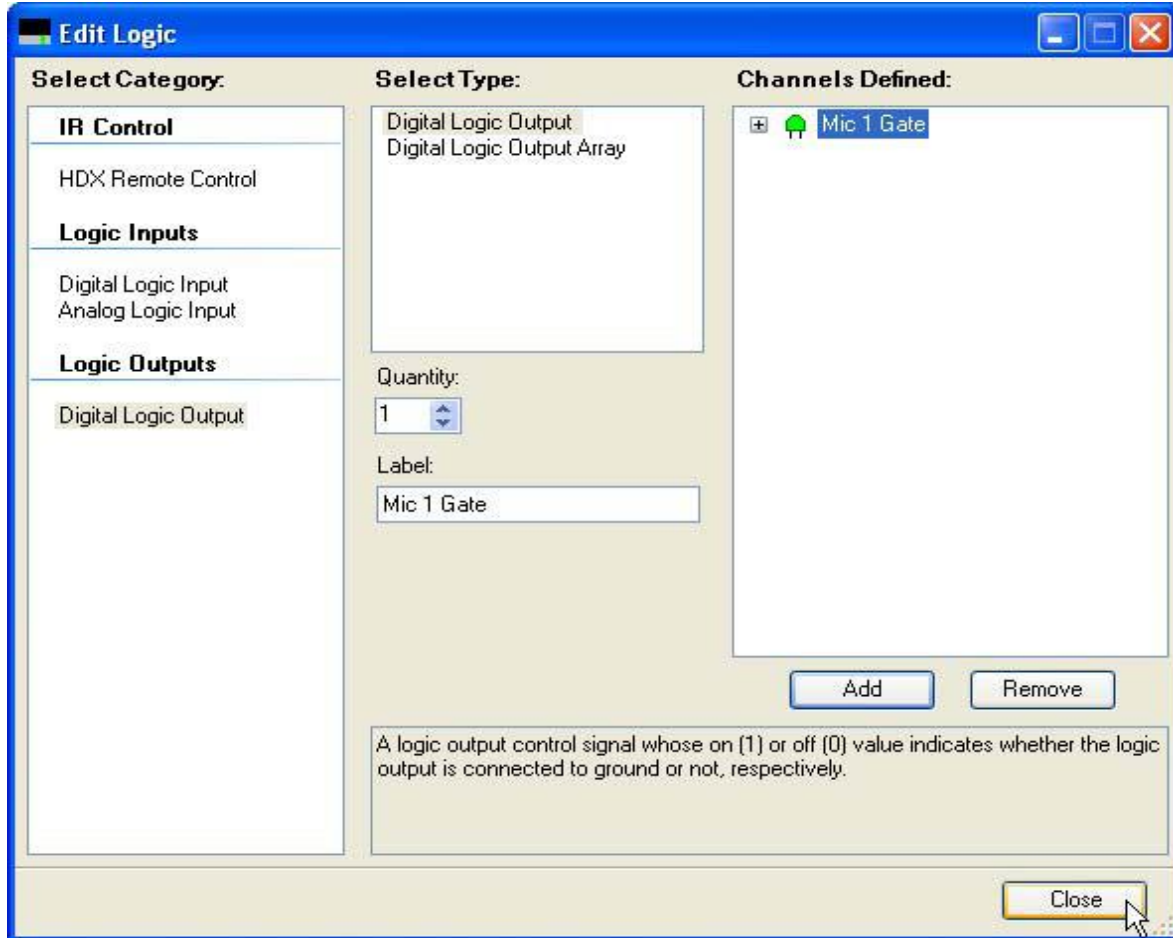 Edit Logic
Select Category:
IR Control
HDX Remote Control
Logic Inputs
Digital Logic Input
Analog Logic Input
Logic Outputs
Digital Logic Output
Select Type:
Digital Logic Output
Digital Logic Output Array
Quantity:
1
Label:
Mic 1 Gate
Channels Defined:
Mic 1 Gate
Add
Remove
A logic output control signal whose on (1) or off (0) value indicates whether the logic
output is connected to ground or not, respectively.
Close